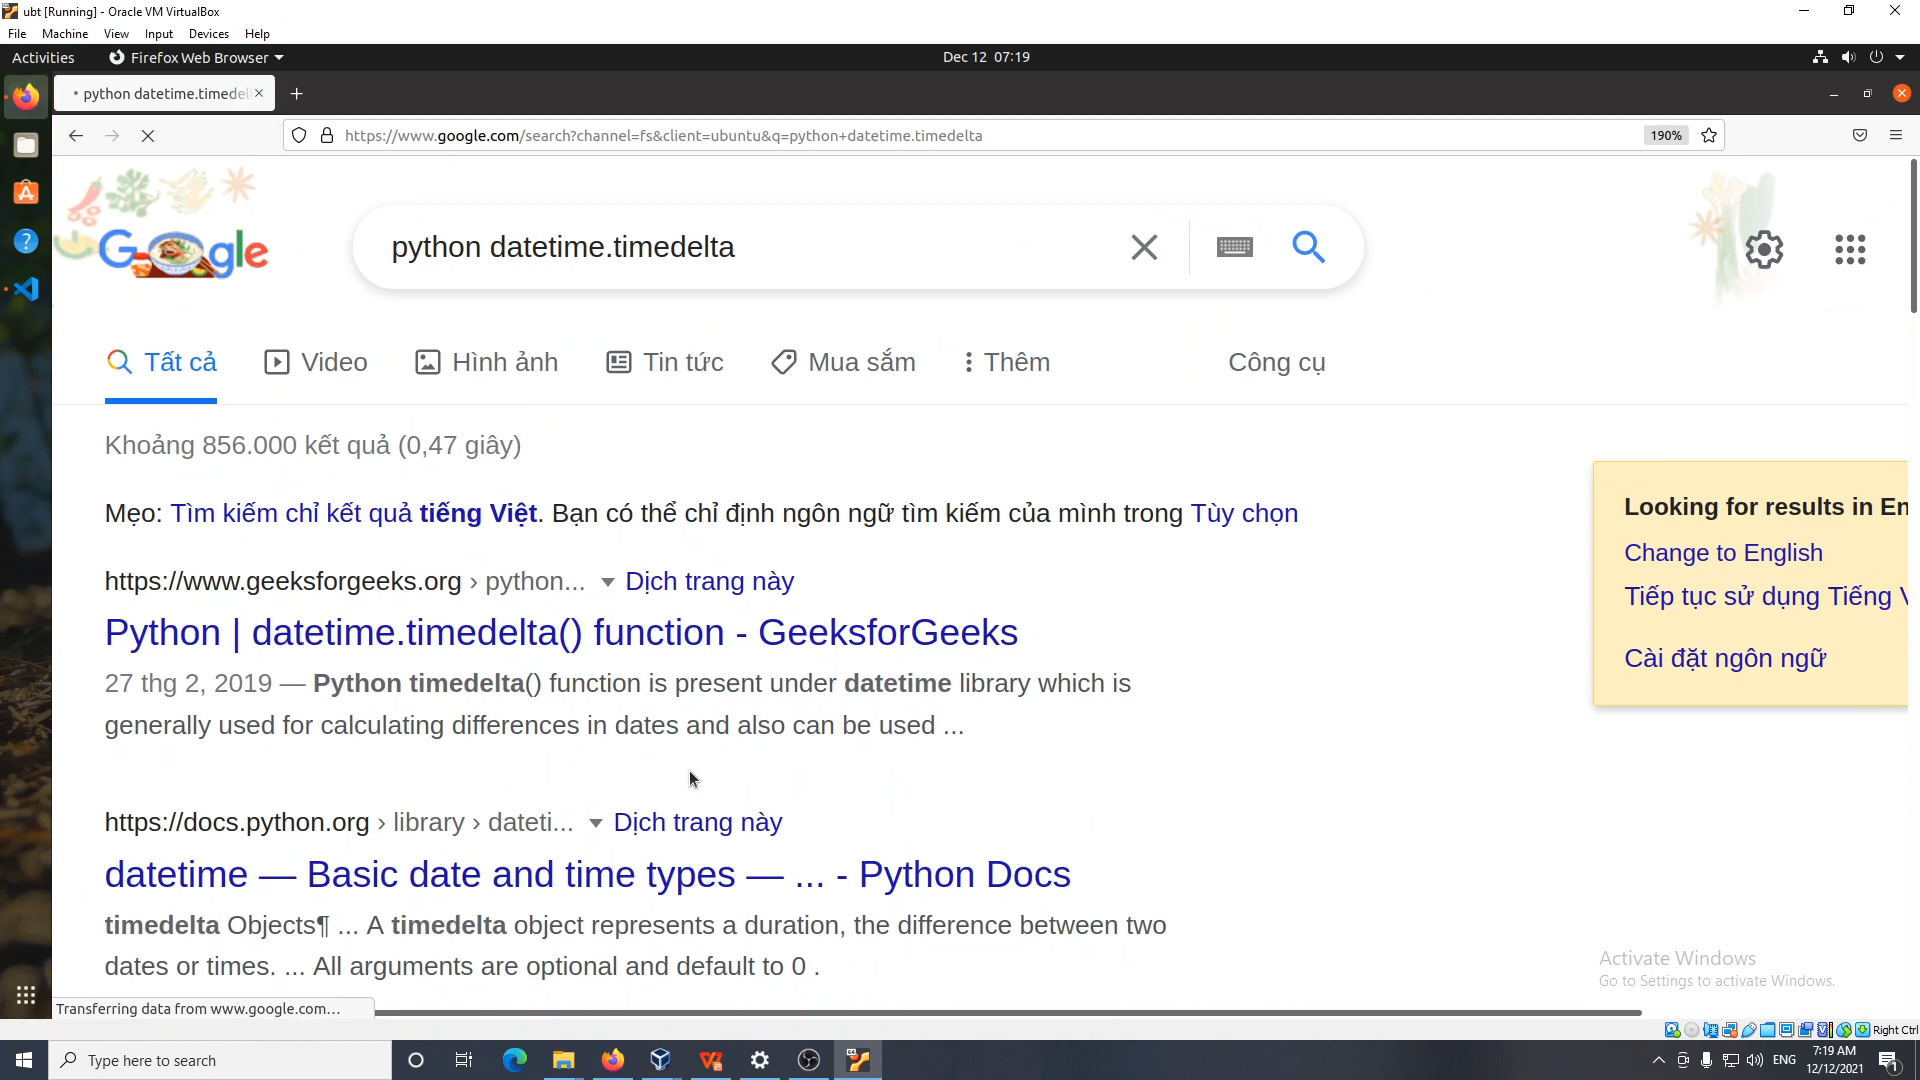 ubt [Running] - Oracle VM VirtualBox
File Machine View Input Devices Help
Activities Firefox Web Browser Dec 12 07:19
python datetime.timedel
https://www.google.com/search?channel=fs&client=ubuntu&q=python+datetime.timedelta 190%
Google python datetime.timedelta
Tất cả Video Hình ảnh Tin tức Mua sắm Thêm Công cụ
Khoảng 856.000 kết quả (0,47 giây)
Mẹo: Tìm kiếm chỉ kết quả tiếng Việt. Bạn có thể chỉ định ngôn ngữ tìm kiếm của mình trong Tùy chọn
https://www.geeksforgeeks.org › python... Dịch trang này
Python | datetime.timedelta() function - GeeksforGeeks
27 thg 2, 2019 — Python timedelta() function is present under datetime library which is
generally used for calculating differences in dates and also can be used ...
https://docs.python.org › library › dateti... Dịch trang này
datetime — Basic date and time types — ... - Python Docs
timedelta Objects¶ ... A timedelta object represents a duration, the difference between two
dates or times. ... All arguments are optional and default to 0 .
Looking for results in En
Change to English
Tiếp tục sử dụng Tiếng V
Cài đặt ngôn ngữ
Activate Windows
Go to Settings to activate Windows.
Transferring data from www.google.com...
Right Ctrl
Type here to search
ENG
7:19 AM
12/12/2021
1